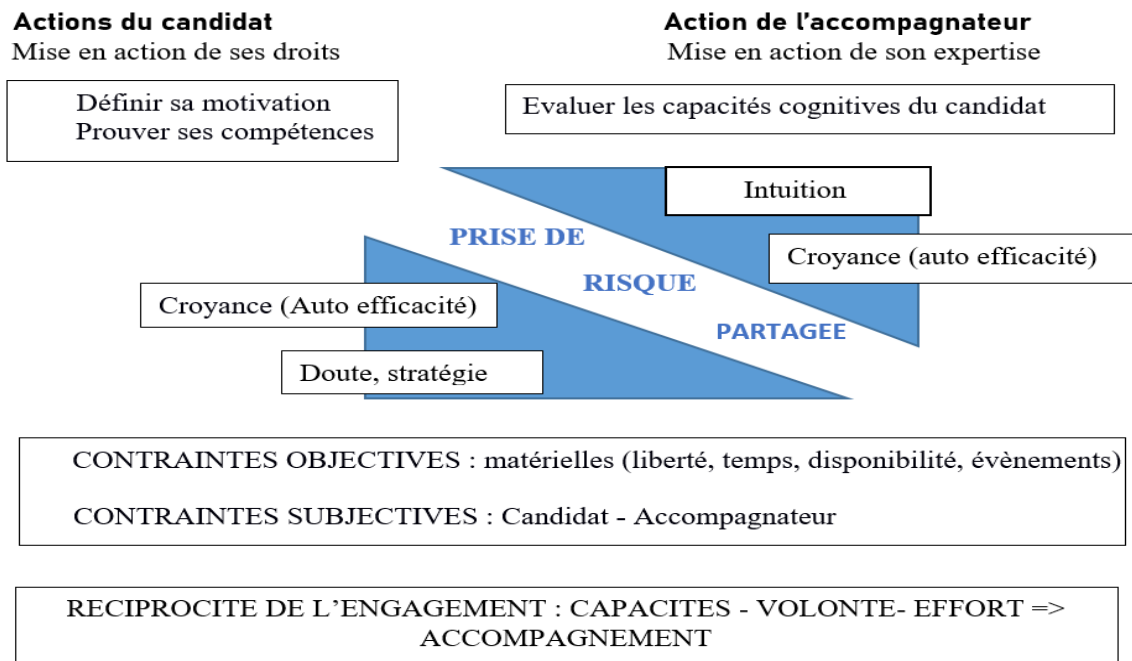 Actions du candidat
Mise en action de ses droits
Définir sa motivation
Prouver ses compétences
Action de l'accompagnateur
Mise en action de son expertise
Evaluer les capacités cognitives du candidat
Intuition
PRISE DE
RISQUE
PARTAGEE
Croyance (auto efficacité)
Croyance (Auto efficacité)
Doute, stratégie
CONTRAINTES OBJECTIVES : matérielles (liberté, temps, disponibilité, évènements)
CONTRAINTES SUBJECTIVES : Candidat - Accompagnateur
RECIPROCITE DE L'ENGAGEMENT : CAPACITES - VOLONTE- EFFORT =>
ACCOMPAGNEMENT